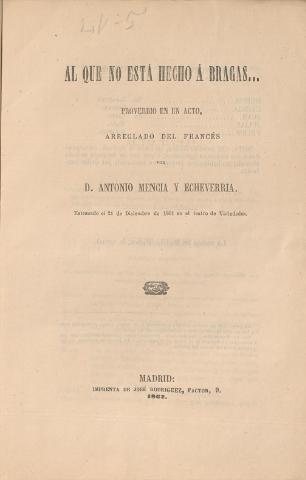 AL QUE NO ESTÁ HECHO Á BRAGAS...
PROVERBIO EN UN ACTO,
ARREGLADO DEL FRANCÉS
POR
D. ANTONIO MENCIA Y ECHEVERRIA.
Estrenado el 24 de Diciembre de 1861 en el teatro de Variedades.
MADRID:
IMPRENTA DE JOSÉ RODRIGUEZ, FACTOR, 9.
1862.